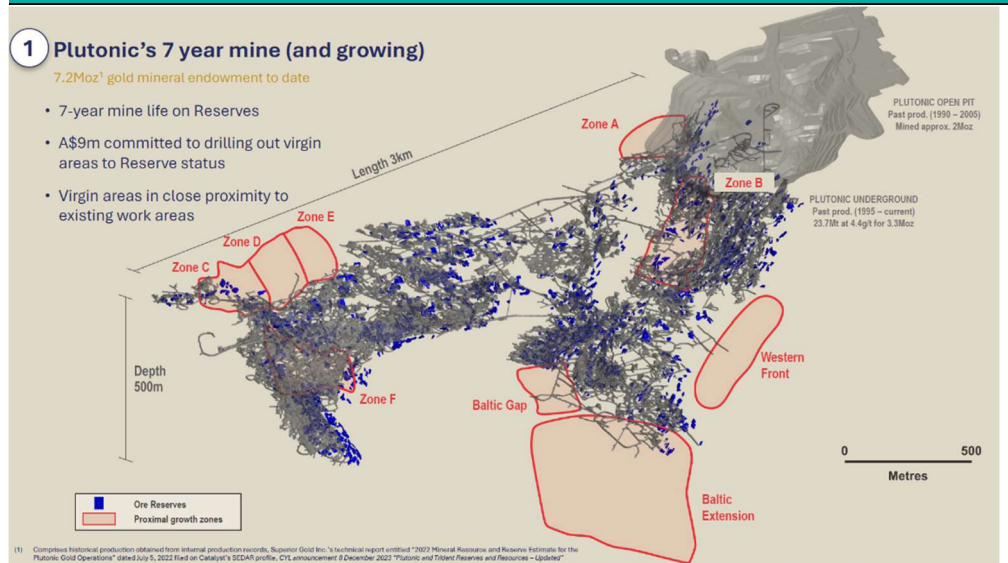 1
Plutonic's 7 year mine (and growing)
7.2Moz¹ gold mineral endowment to date
• 7-year mine life on Reserves
• A$9m committed to drilling out virgin
areas to Reserve status
• Virgin areas in close proximity to
existing work areas
Length 3km
Zone A
PLUTONIC OPEN PIT
Past prod. (1990 – 2005)
Mined approx. 2Moz
Zone B
PLUTONIC UNDERGROUND
Past prod. (1995 – current)
23.7Mt at 4.4g/t for 3.3Moz
Zone E
Zone D
Zone C
Depth
500m
Zone F
Baltic Gap
Western
Front
Baltic
Extension
0 500
Metres
Ore Reserves
Proximal growth zones
(1) Comprises historical production obtained from internal production records, Superior Gold Inc.'s technical report entitled "2022 Mineral Resource and Reserve Estimate for the
Plutonic Gold Operations" dated July 5, 2022 filed on Catalyst's SEDAR profile, CYL announcement 8 December 2023 "Plutonic and Trident Reserves and Resources – Updated"